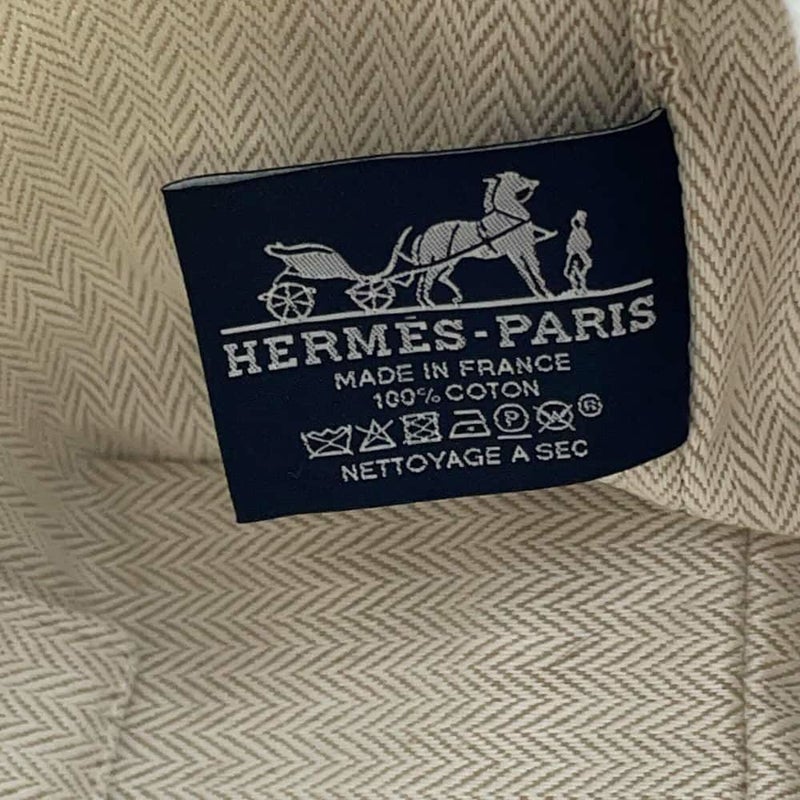 HERMÈS-PARIS
MADE IN FRANCE
100% COTON
P W ®
NETTOYAGE A SEC